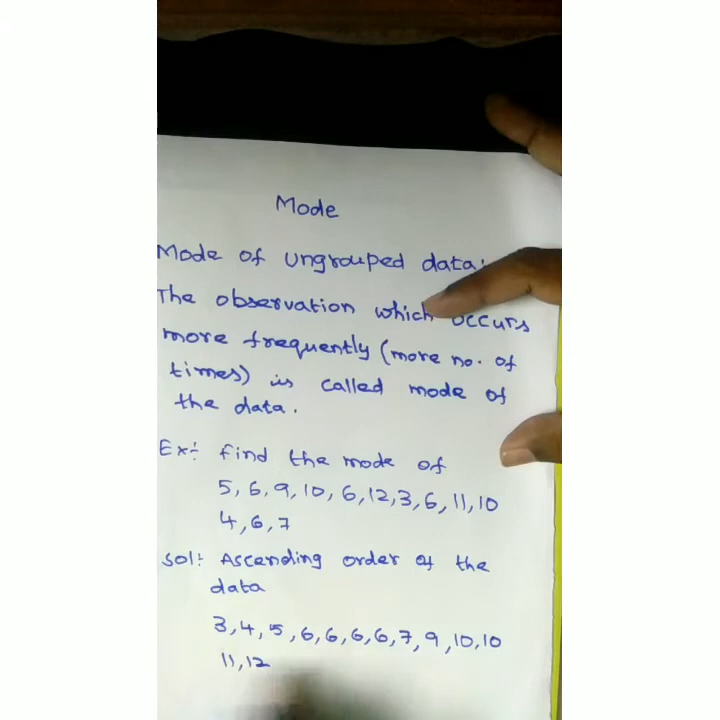 Mode
Mode of ungrouped data:
The observation which occurs
more frequently (more no. of
times) is called mode of
the data.
Ex:- find the mode of
5, 6, 9, 10, 6, 12, 3, 6, 11, 10
4, 6, 7
Sol: Ascending order of the
data
3, 4, 5, 6, 6, 6, 6, 7, 9, 10, 10
11, 12